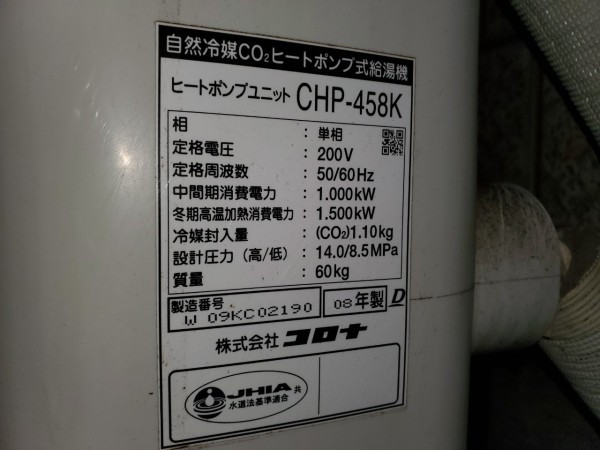 自然冷媒CO₂ヒートポンプ式給湯機
ヒートポンプユニット CHP-458K
相 : 単相
定格電圧 : 200V
定格周波数 : 50/60Hz
中間期消費電力 : 1.000kW
冬期高温加熱消費電力 : 1.500kW
冷媒封入量 : (CO₂)1.10kg
設計圧力（高/低） : 14.0/8.5MPa
質量 : 60kg
製造番号
W 09KC02190 08年製 D
株式会社 コロナ
JHIA 共
水道法基準適合